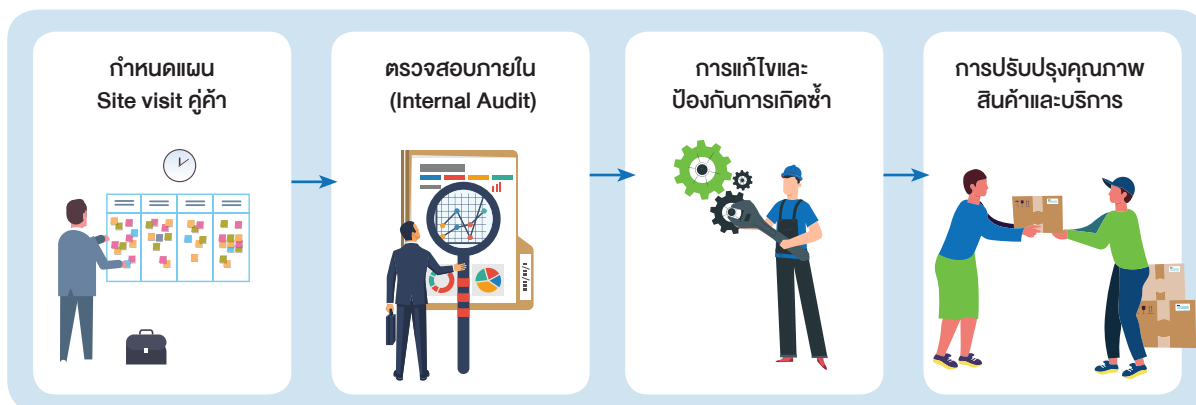 กำหนดแผน
Site visit คู่ค้า
ตรวจสอบภายใน
(Internal Audit)
การแก้ไขและ
ป้องกันการเกิดซ้ำ
การปรับปรุงคุณภาพ
สินค้าและบริการ